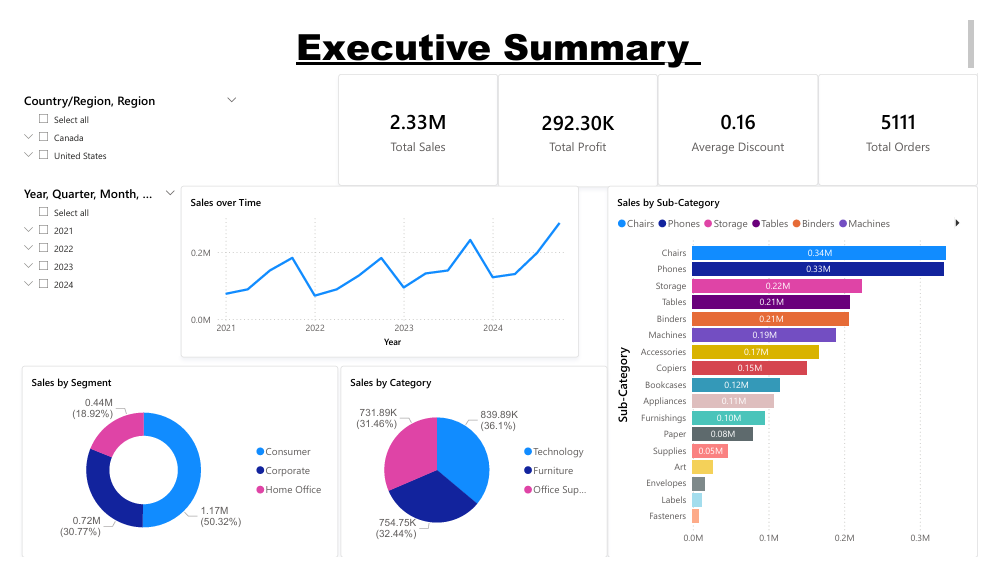 Executive Summary
Country/Region, Region
Select all
Canada
United States
2.33M
Total Sales
292.30K
Total Profit
0.16
Average Discount
5111
Total Orders
Year, Quarter, Month, ...
Select all
2021
2022
2023
2024
Sales over Time
0.2M
0.0M
2021 2022 2023 2024
Year
Sales by Sub-Category
Chairs Phones Storage Tables Binders Machines
Sub-Category
Chairs 0.34M
Phones 0.33M
Storage 0.22M
Tables 0.21M
Binders 0.21M
Machines 0.19M
Accessories 0.17M
Copiers 0.15M
Bookcases 0.12M
Appliances 0.11M
Furnishings 0.10M
Paper 0.08M
Supplies 0.05M
Art
Envelopes
Labels
Fasteners
0.0M 0.1M 0.2M 0.3M
Sales by Segment
0.44M
(18.92%)
0.72M
(30.77%)
1.17M
(50.32%)
Consumer
Corporate
Home Office
Sales by Category
731.89K
(31.46%)
839.89K
(36.1%)
754.75K
(32.44%)
Technology
Furniture
Office Sup...